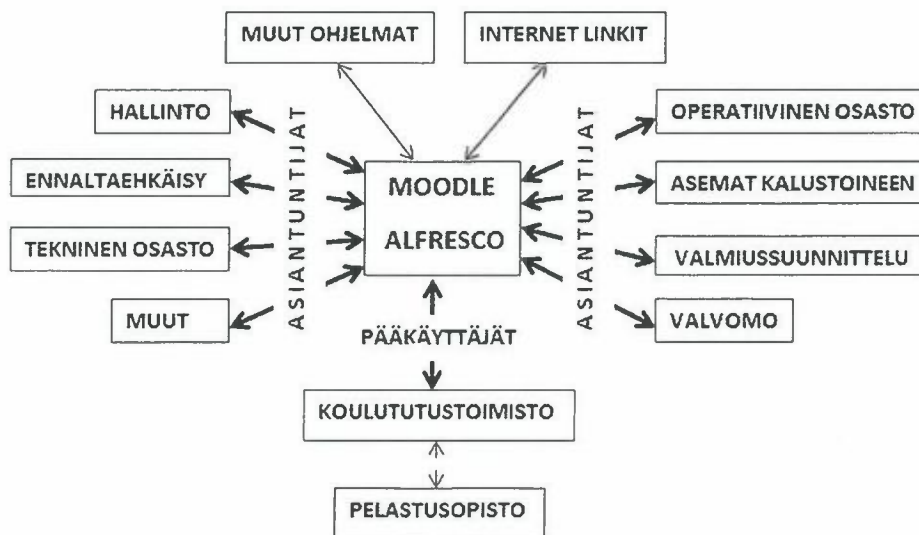 MUUT OHJELMAT
INTERNET LINKIT
HALLINTO
ENNALTAEHKÄISY
TEKNINEN OSASTO
MUUT
ASIANTUNTIJAT
MOODLE
ALFRESCO
ASIANTUNTIJAT
OPERATIIVINEN OSASTO
ASEMAT KALUSTOINEEN
VALMIUSSUUNNITTELU
VALVOMO
PÄÄKÄYTTÄJÄT
KOULUTUTUSTOIMISTO
PELASTUSOPISTO